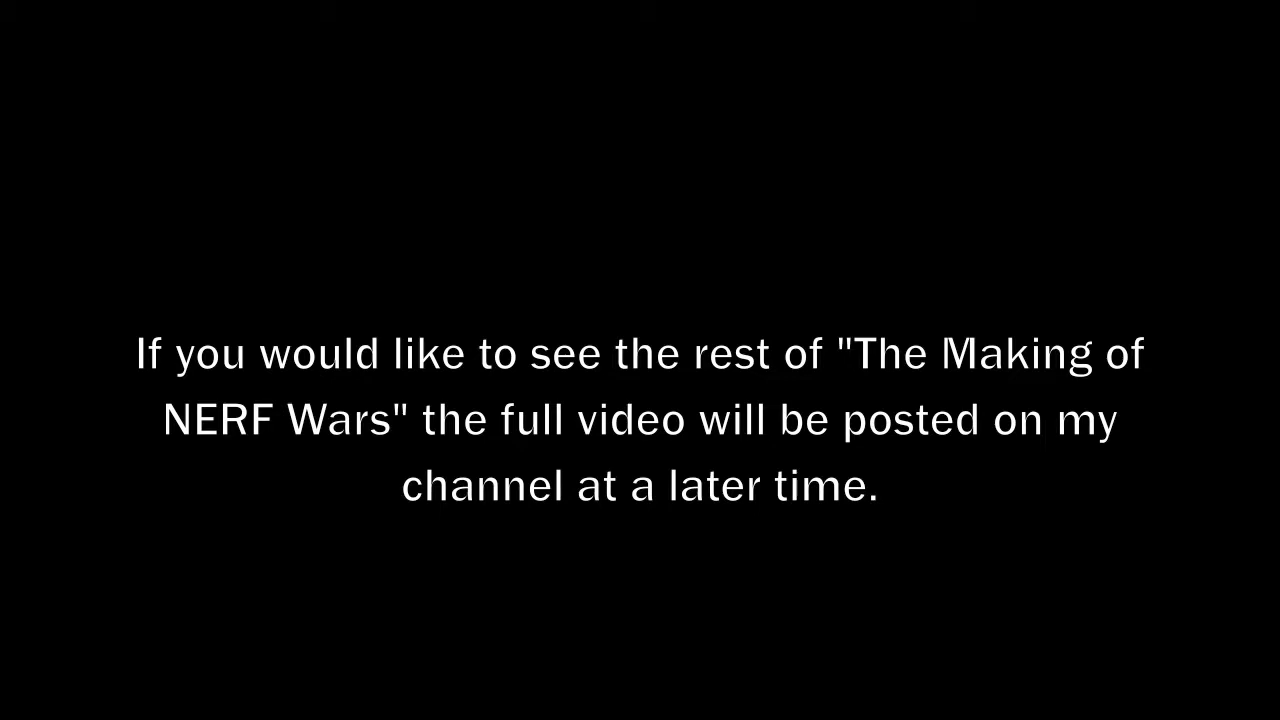 If you would like to see the rest of "The Making of
NERF Wars" the full video will be posted on my
channel at a later time.